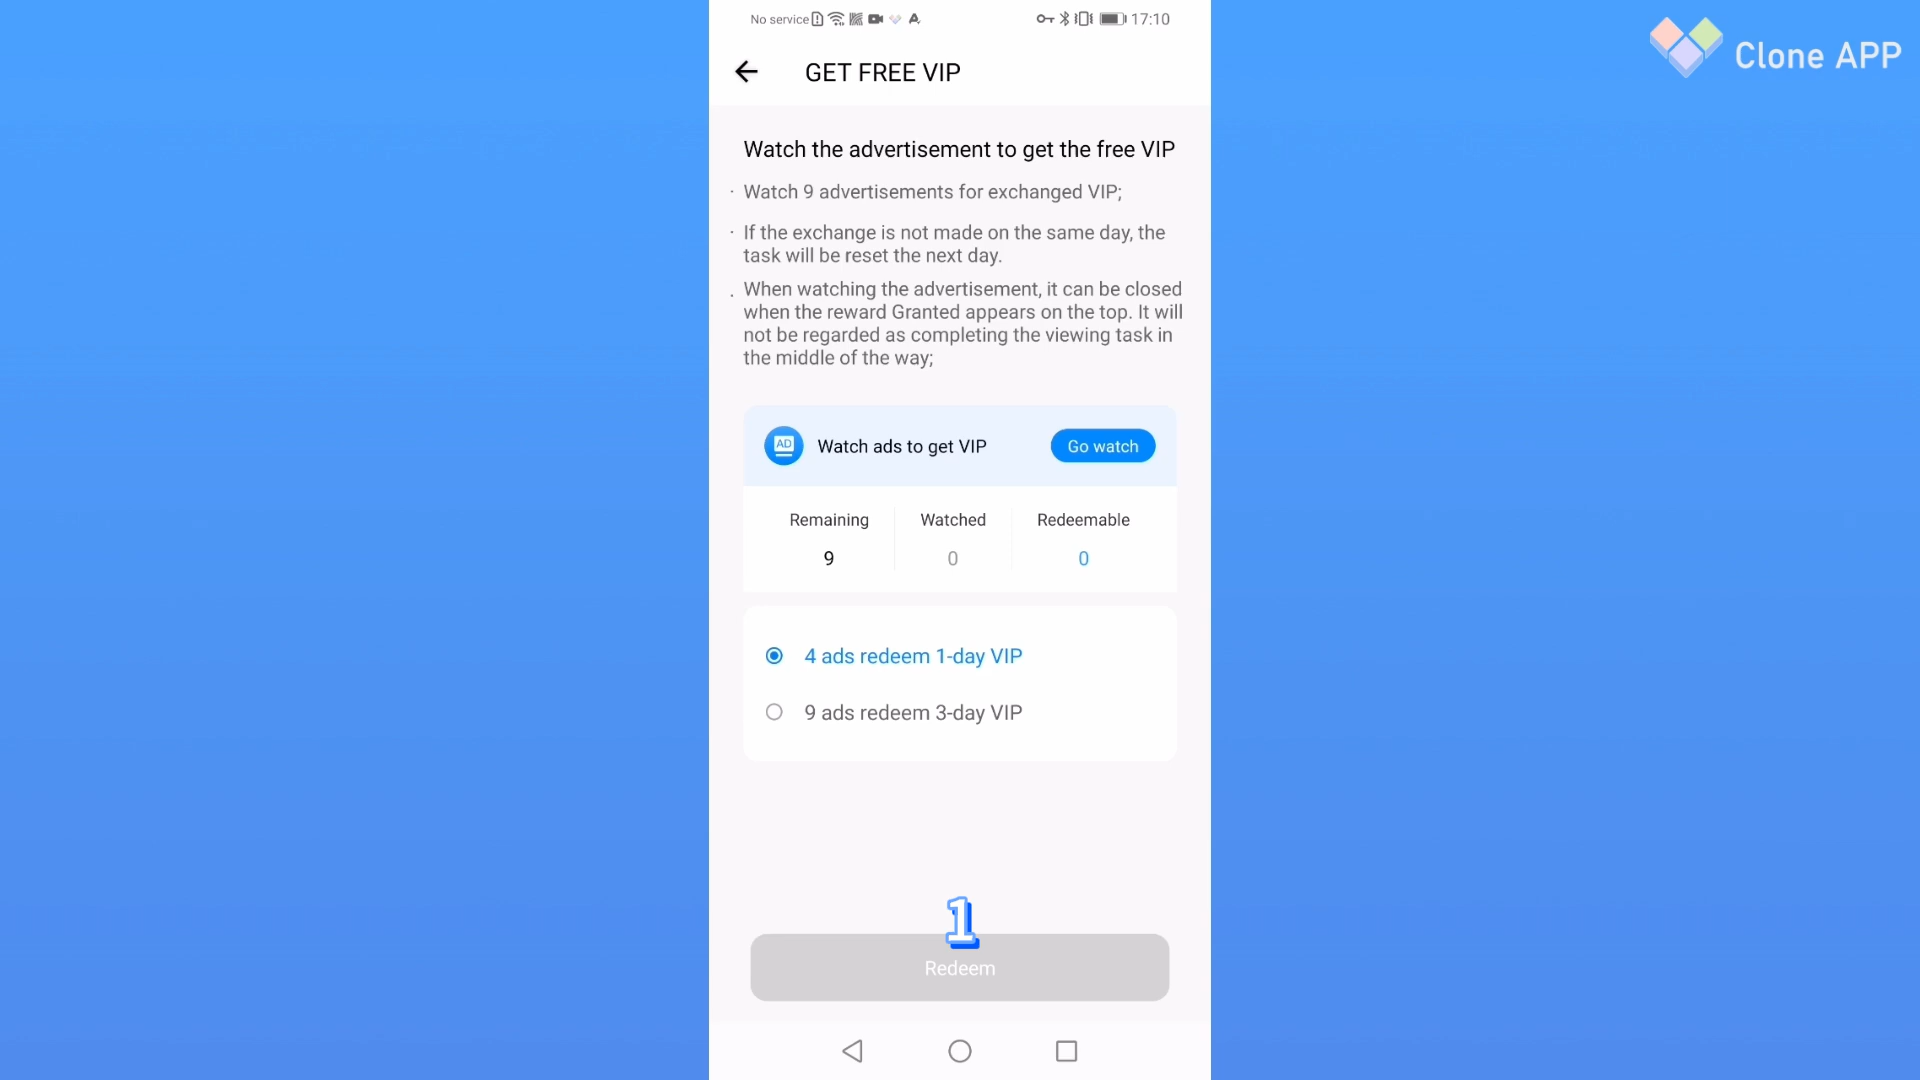 No service
17:10
Clone APP
GET FREE VIP
Watch the advertisement to get the free VIP
· Watch 9 advertisements for exchanged VIP;
· If the exchange is not made on the same day, the
task will be reset the next day.
. When watching the advertisement, it can be closed
when the reward Granted appears on the top. It will
not be regarded as completing the viewing task in
the middle of the way;
AD
Watch ads to get VIP
Go watch
Remaining Watched Redeemable
9 0 0
4 ads redeem 1-day VIP
9 ads redeem 3-day VIP
1
Redeem